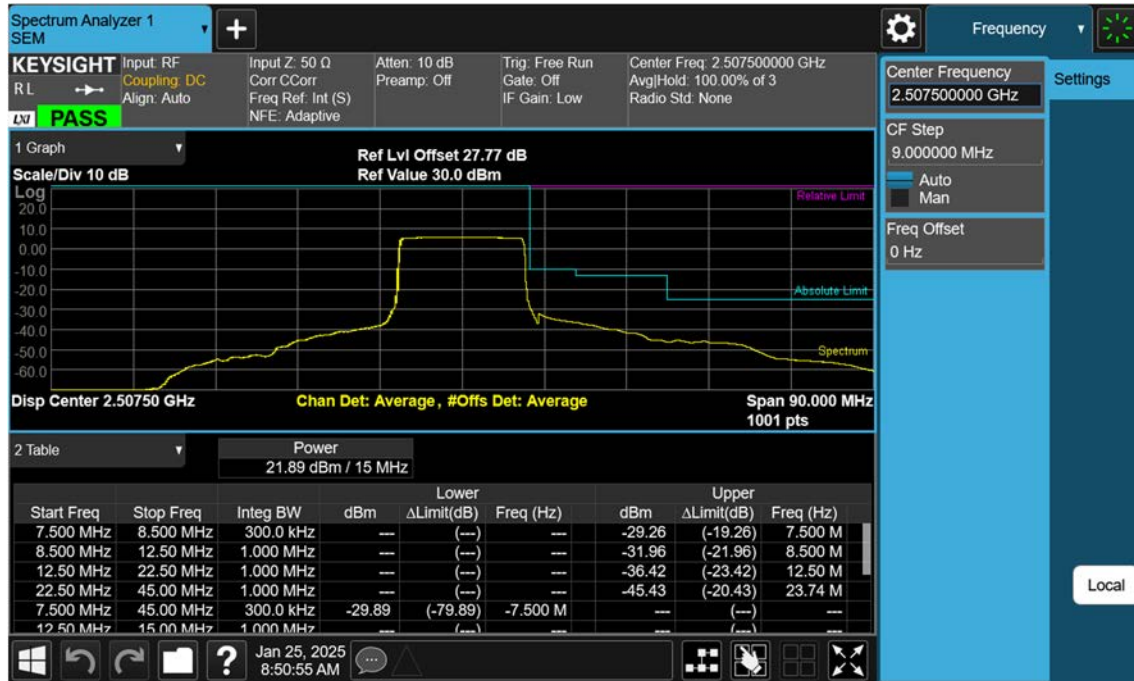 Spectrum Analyzer 1
SEM
Frequency
KEYSIGHT
R L
LXI
PASS
Input: RF
Coupling: DC
Align: Auto
Input Z: 50 Ω
Corr CCorr
Freq Ref: Int (S)
NFE: Adaptive
Atten: 10 dB
Preamp: Off
Trig: Free Run
Gate: Off
IF Gain: Low
Center Freq: 2.507500000 GHz
Avg|Hold: 100.00% of 3
Radio Std: None
Center Frequency
2.507500000 GHz
Settings
CF Step
9.000000 MHz
Auto
Man
Freq Offset
0 Hz
Local
1 Graph
Scale/Div 10 dB
Ref Lvl Offset 27.77 dB
Ref Value 30.0 dBm
Log
20.0
10.0
0.00
-10.0
-20.0
-30.0
-40.0
-50.0
-60.0
Relative Limit
Absolute Limit
Spectrum
Disp Center 2.50750 GHz
Chan Det: Average, #Offs Det: Average
Span 90.000 MHz
1001 pts
2 Table
Power
21.89 dBm / 15 MHz
Lower Upper
Start Freq Stop Freq Integ BW dBm ΔLimit(dB) Freq (Hz) dBm ΔLimit(dB) Freq (Hz)
7.500 MHz 8.500 MHz 300.0 kHz --- (---) --- -29.26 (-19.26) 7.500 M
8.500 MHz 12.50 MHz 1.000 MHz --- (---) --- -31.96 (-21.96) 8.500 M
12.50 MHz 22.50 MHz 1.000 MHz --- (---) --- -36.42 (-23.42) 12.50 M
22.50 MHz 45.00 MHz 1.000 MHz --- (---) --- -45.43 (-20.43) 23.74 M
7.500 MHz 45.00 MHz 300.0 kHz -29.89 (-79.89) -7.500 M --- (---) ---
12.50 MHz 15.00 MHz 1.000 MHz --- (---) --- --- (---) ---
?
Jan 25, 2025
8:50:55 AM